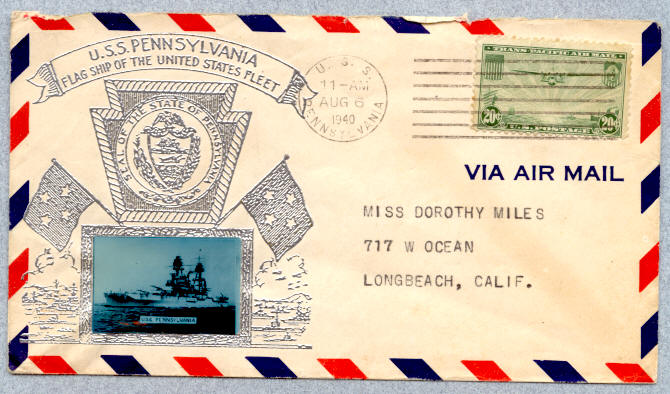 U.S.S. PENNSYLVANIA
FLAG SHIP OF THE UNITED STATES FLEET
SEAL OF THE STATE OF PENNSYLVANIA
USS PENNSYLVANIA
U. S. S.
11-AM
AUG 6
1940
PENNSYLVANIA
TRANS-PACIFIC AIR MAIL
20¢ 20¢
U.S. POSTAGE
VIA AIR MAIL
MISS DOROTHY MILES
717 W OCEAN
LONGBEACH, CALIF.